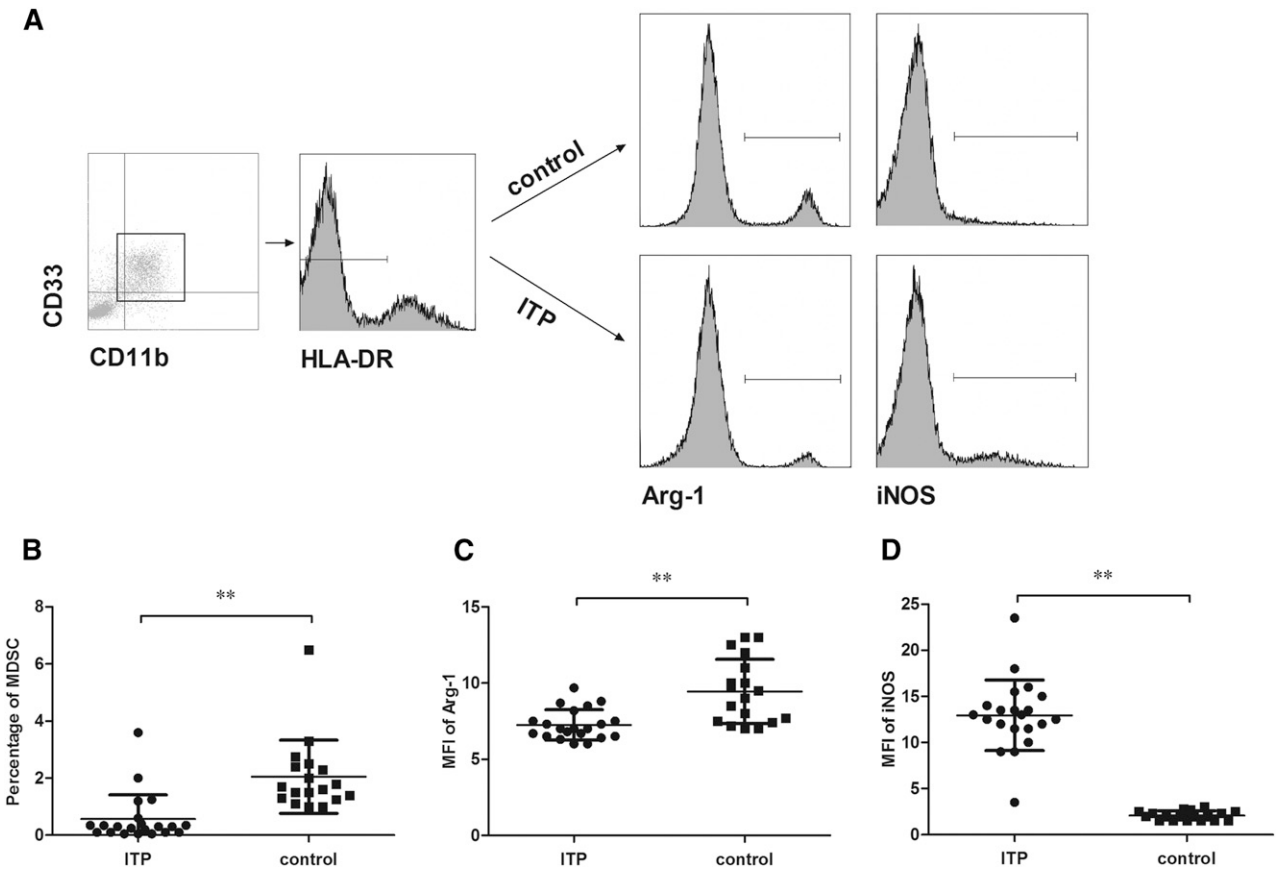 A
CD33
CD11b
HLA-DR
control
ITP
Arg-1
iNOS
B
**
Percentage of MDSC
8
6
4
2
0
ITP
control
C
**
MFI of Arg-1
15
10
5
0
ITP
control
D
**
MFI of iNOS
25
20
15
10
5
0
ITP
control